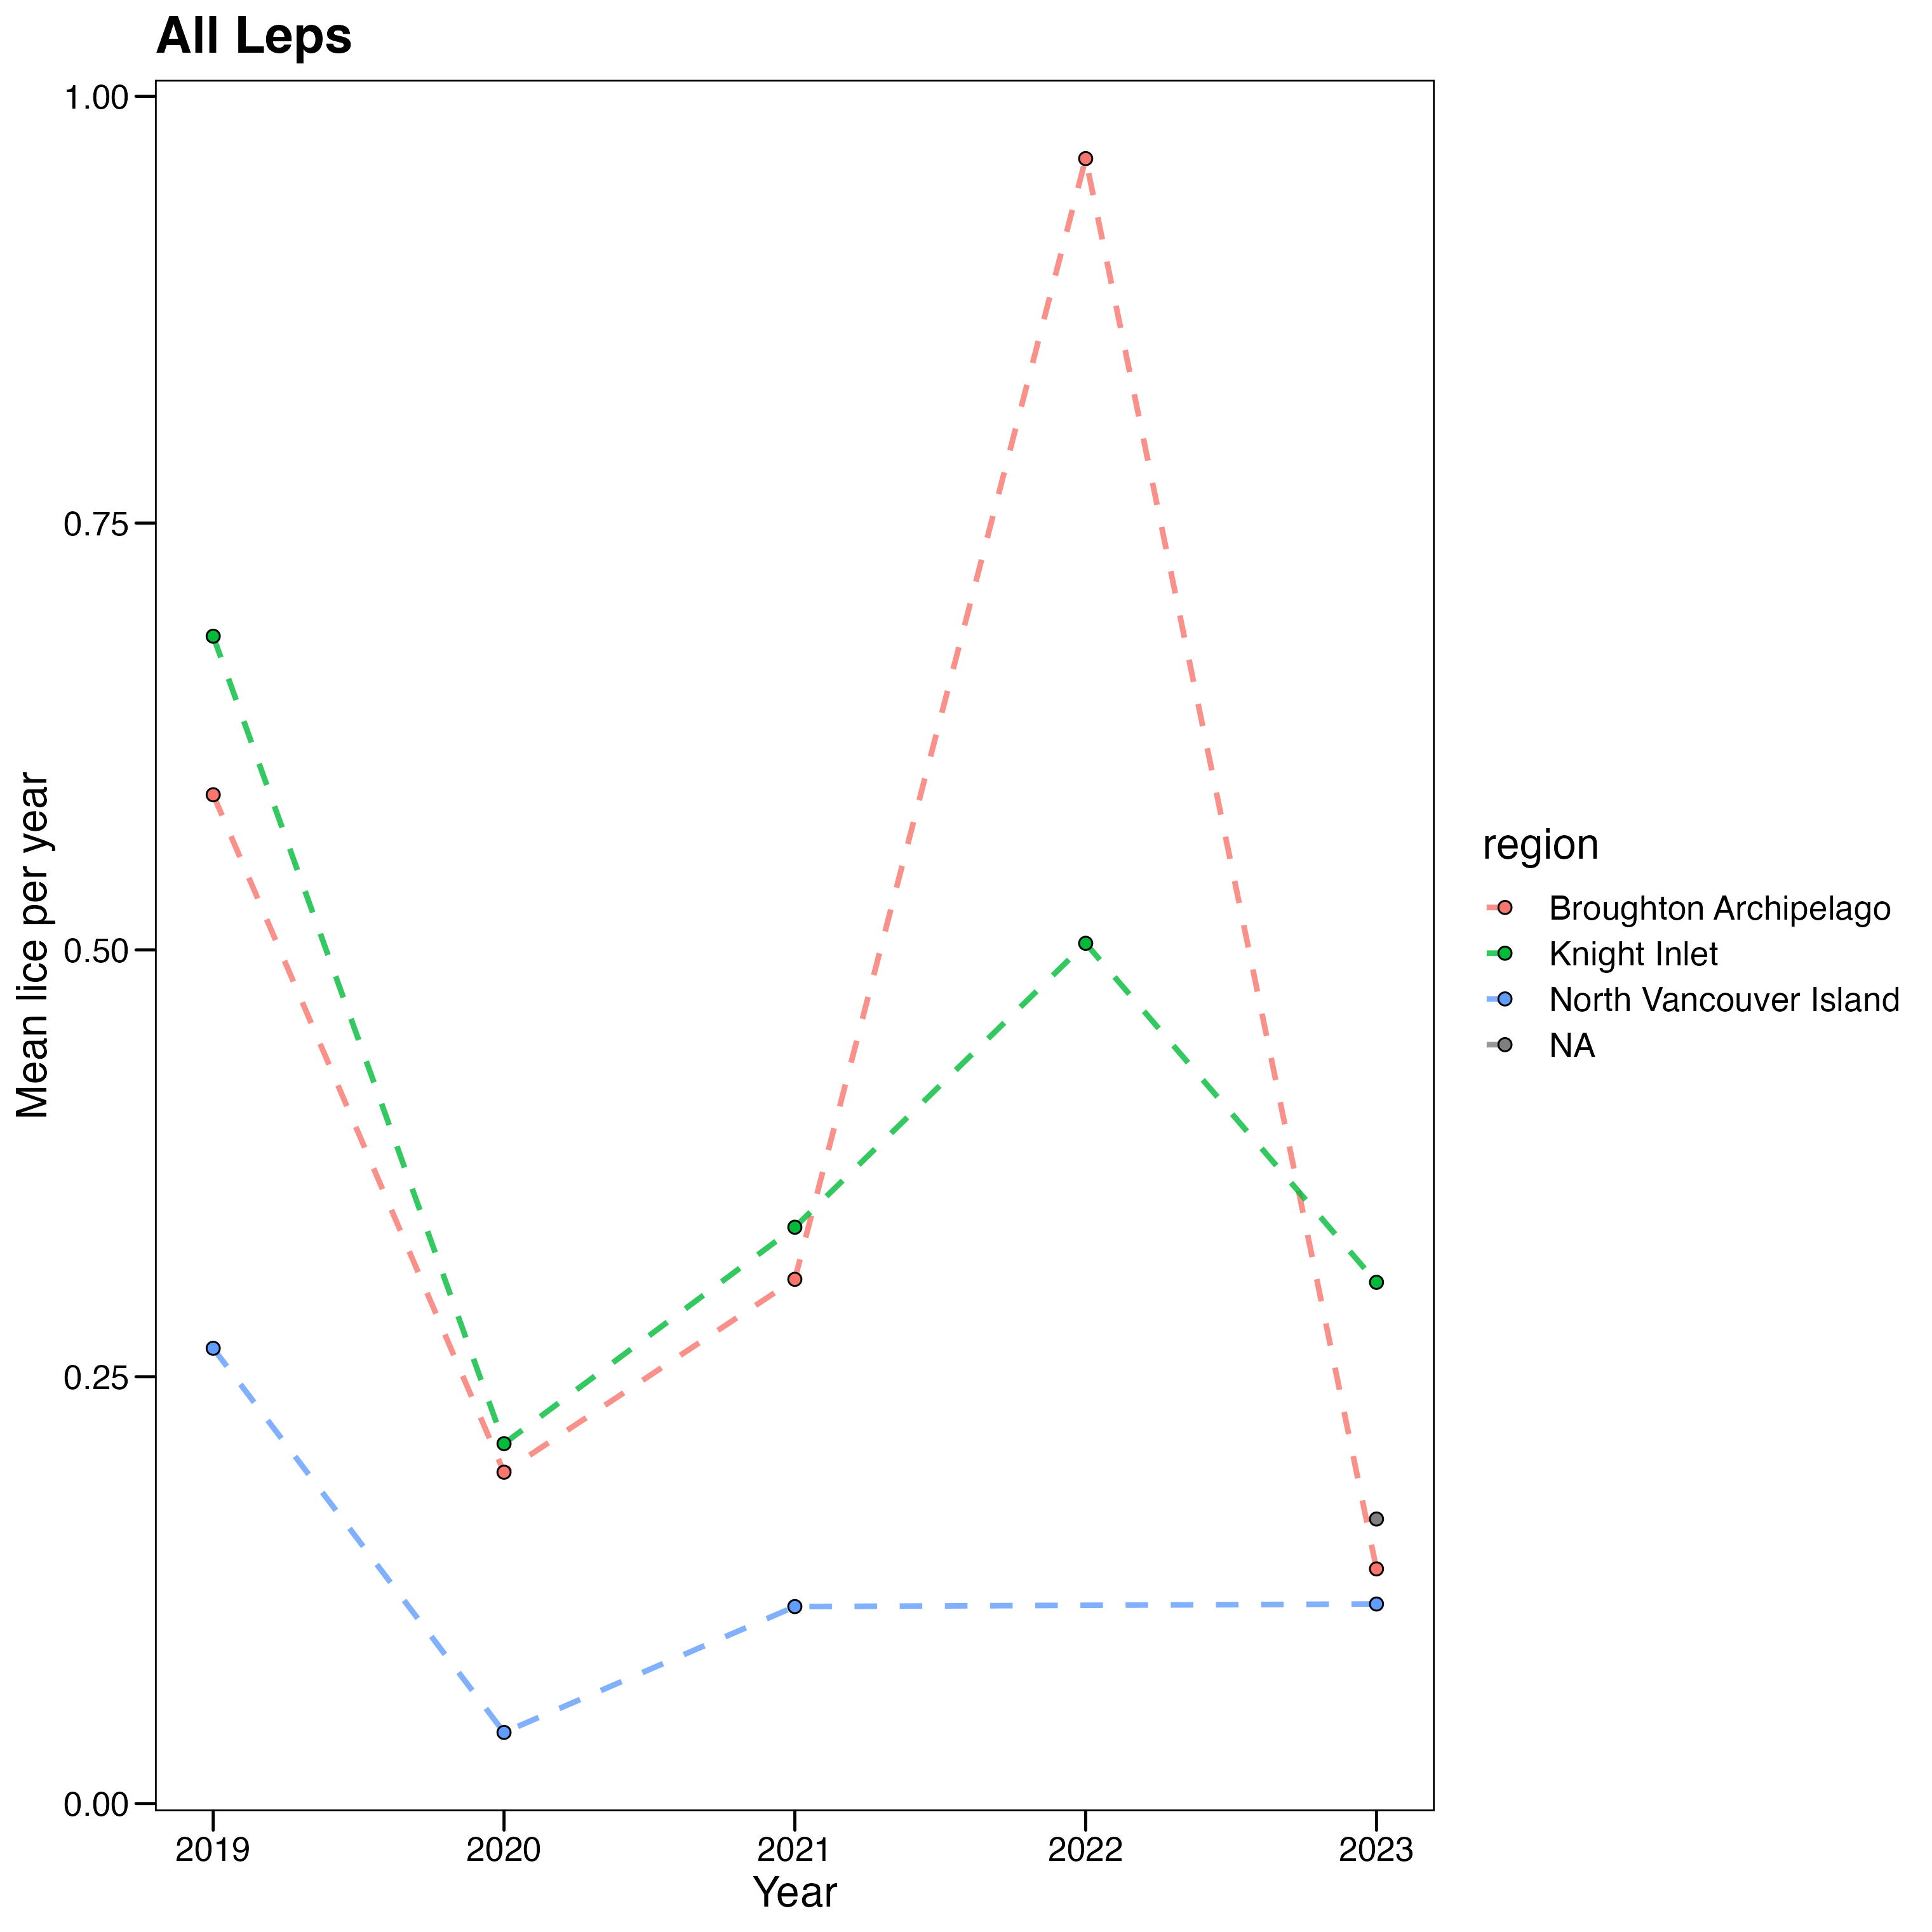 All Leps
1.00
0.75
0.50
0.25
0.00
Mean lice per year
2019 2020 2021 2022 2023
Year
region
Broughton Archipelago
Knight Inlet
North Vancouver Island
NA